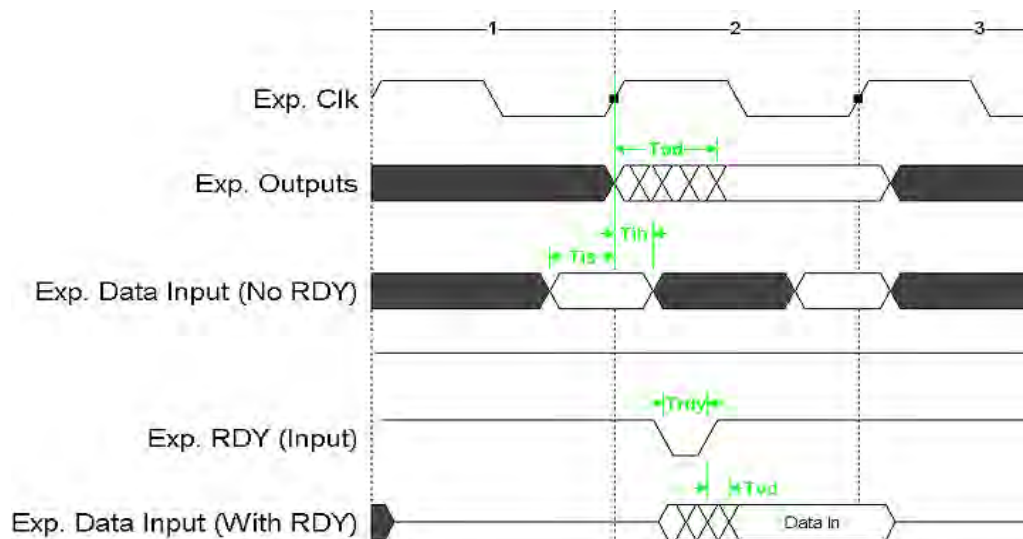 1 2 3
Exp. Clk
Tvd
Exp. Outputs
Tih
Tis
Exp. Data Input (No RDY)
Trdy
Exp. RDY (Input)
Tvd
Exp. Data Input (With RDY)
Data In